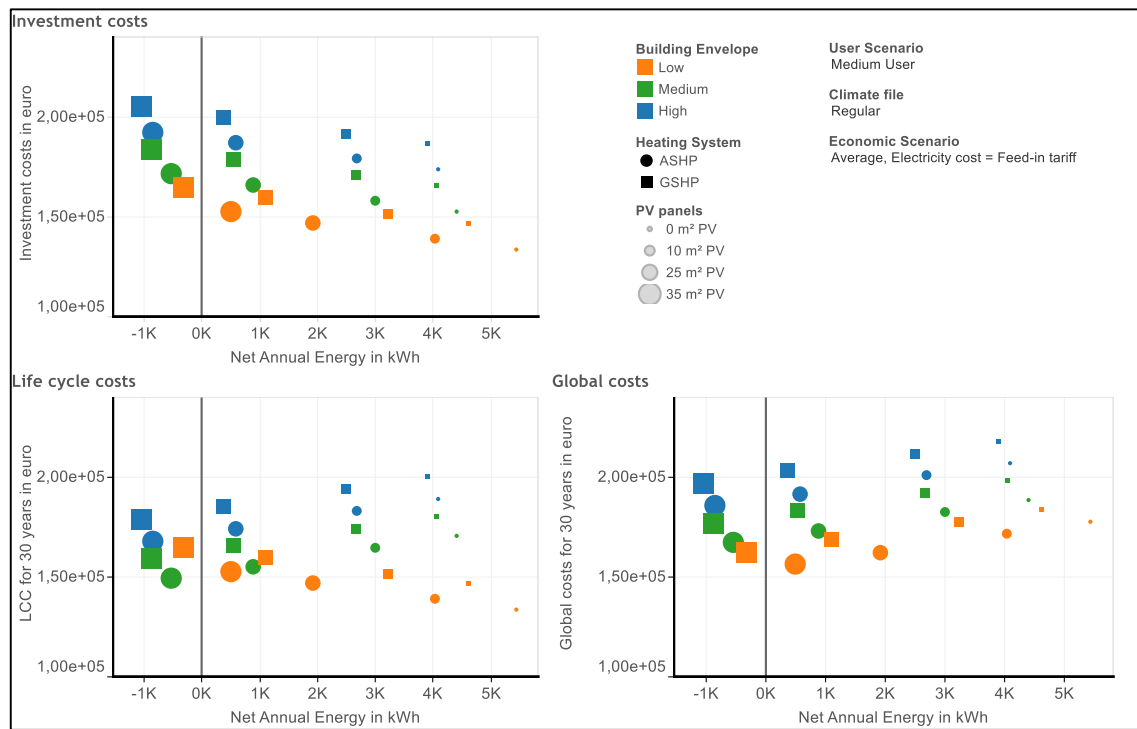 Investment costs
Investment costs in euro
2,00e+05
150e+05
1,00e+05
-1K 0K 1K 2K 3K 4K 5K
Net Annual Energy in kWh
Building Envelope
Low
Medium
High
Heating System
ASHP
GSHP
PV panels
0 m² PV
10 m² PV
25 m² PV
35 m² PV
User Scenario
Medium User
Climate file
Regular
Economic Scenario
Average, Electricity cost = Feed-in tariff
Life cycle costs
LCC for 30 years in euro
2,00e+05
150e+05
1,00e+05
-1K 0K 1K 2K 3K 4K 5K
Net Annual Energy in kWh
Global costs
Global costs for 30 years in euro
2,00e+05
150e+05
1,00e+05
-1K 0K 1K 2K 3K 4K 5K
Net Annual Energy in kWh